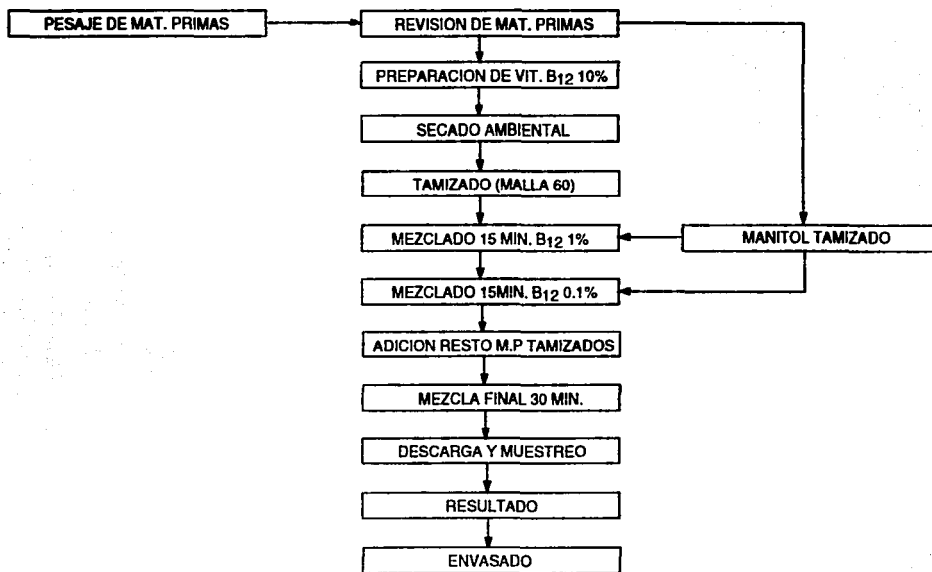 PESAJE DE MAT. PRIMAS
REVISION DE MAT. PRIMAS
PREPARACION DE VIT. B12 10%
SECADO AMBIENTAL
TAMIZADO (MALLA 60)
MEZCLADO 15 MIN. B12 1%
MANITOL TAMIZADO
MEZCLADO 15MIN. B12 0.1%
ADICION RESTO M.P TAMIZADOS
MEZCLA FINAL 30 MIN.
DESCARGA Y MUESTREO
RESULTADO
ENVASADO